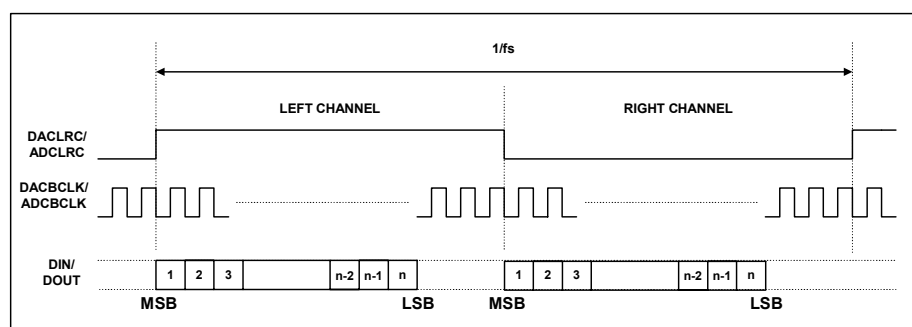 1/fs
LEFT CHANNEL
RIGHT CHANNEL
DACLRC/
ADCLRC
DACBCLK/
ADCBCLK
DIN/
DOUT
1 2 3 n-2 n-1 n 1 2 3 n-2 n-1 n
MSB LSB MSB LSB